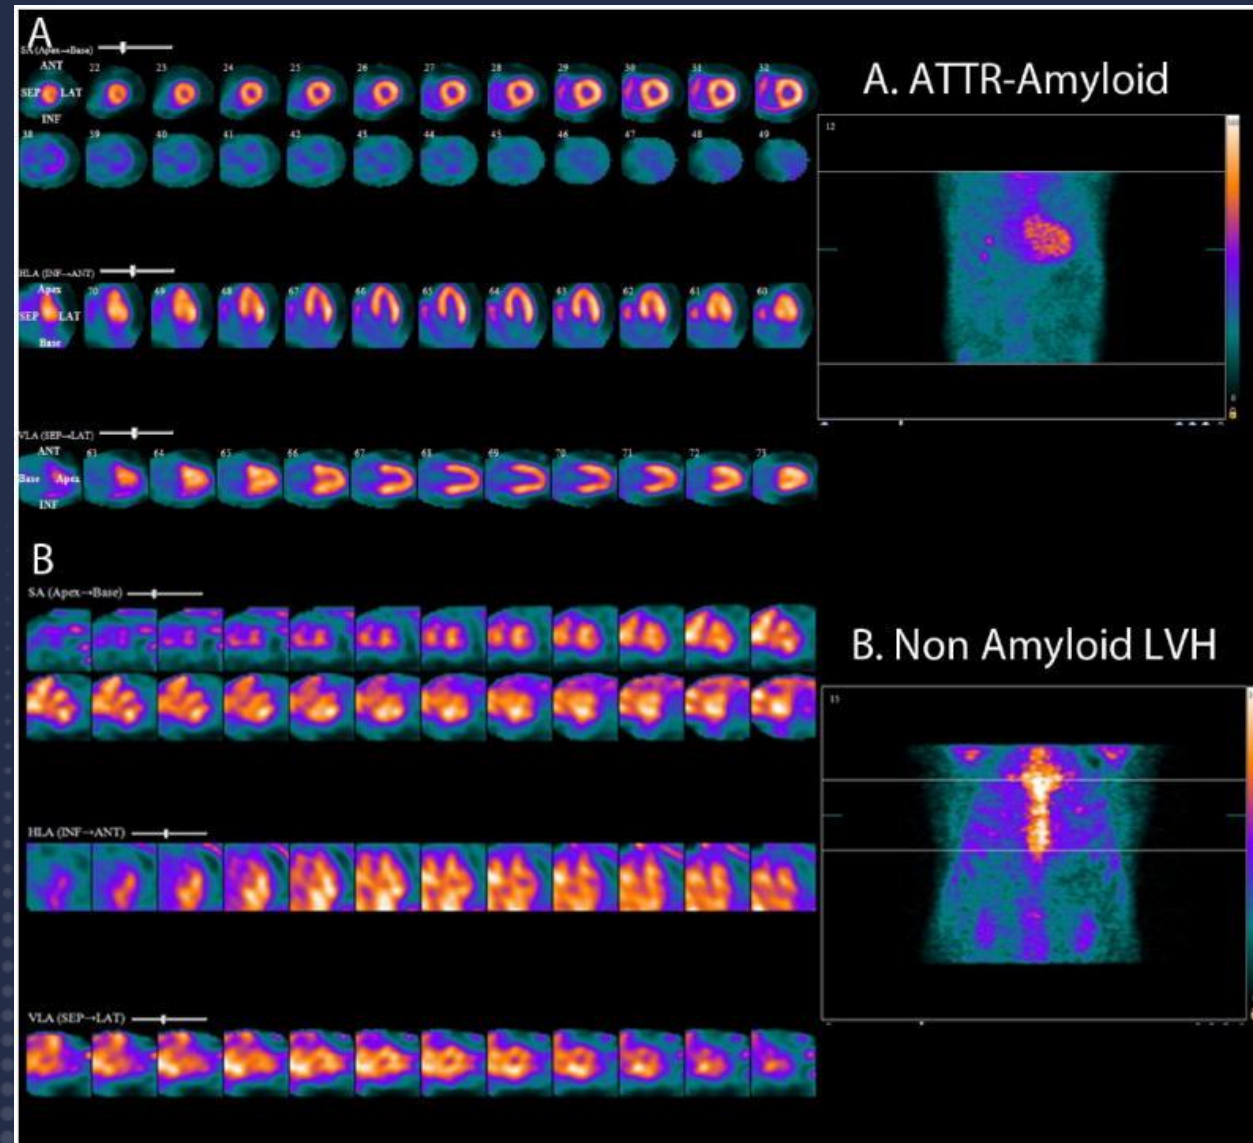 A
SA (Apex→Base)
ANT
SEP LAT
INF
22 23 24 25 26 27 28 29 30 31 32
38 39 40 41 42 43 44 45 46 47 48 49
HLA (INF→ANT)
Apex
SEP LAT
Base
70 69 68 67 66 65 64 63 62 61 60
VLA (SEP→LAT)
ANT
Base Apex
INF
63 64 65 66 67 68 69 70 71 72 73
A. ATTR-Amyloid
12
B
SA (Apex→Base)
HLA (INF→ANT)
VLA (SEP→LAT)
B. Non Amyloid LVH
15